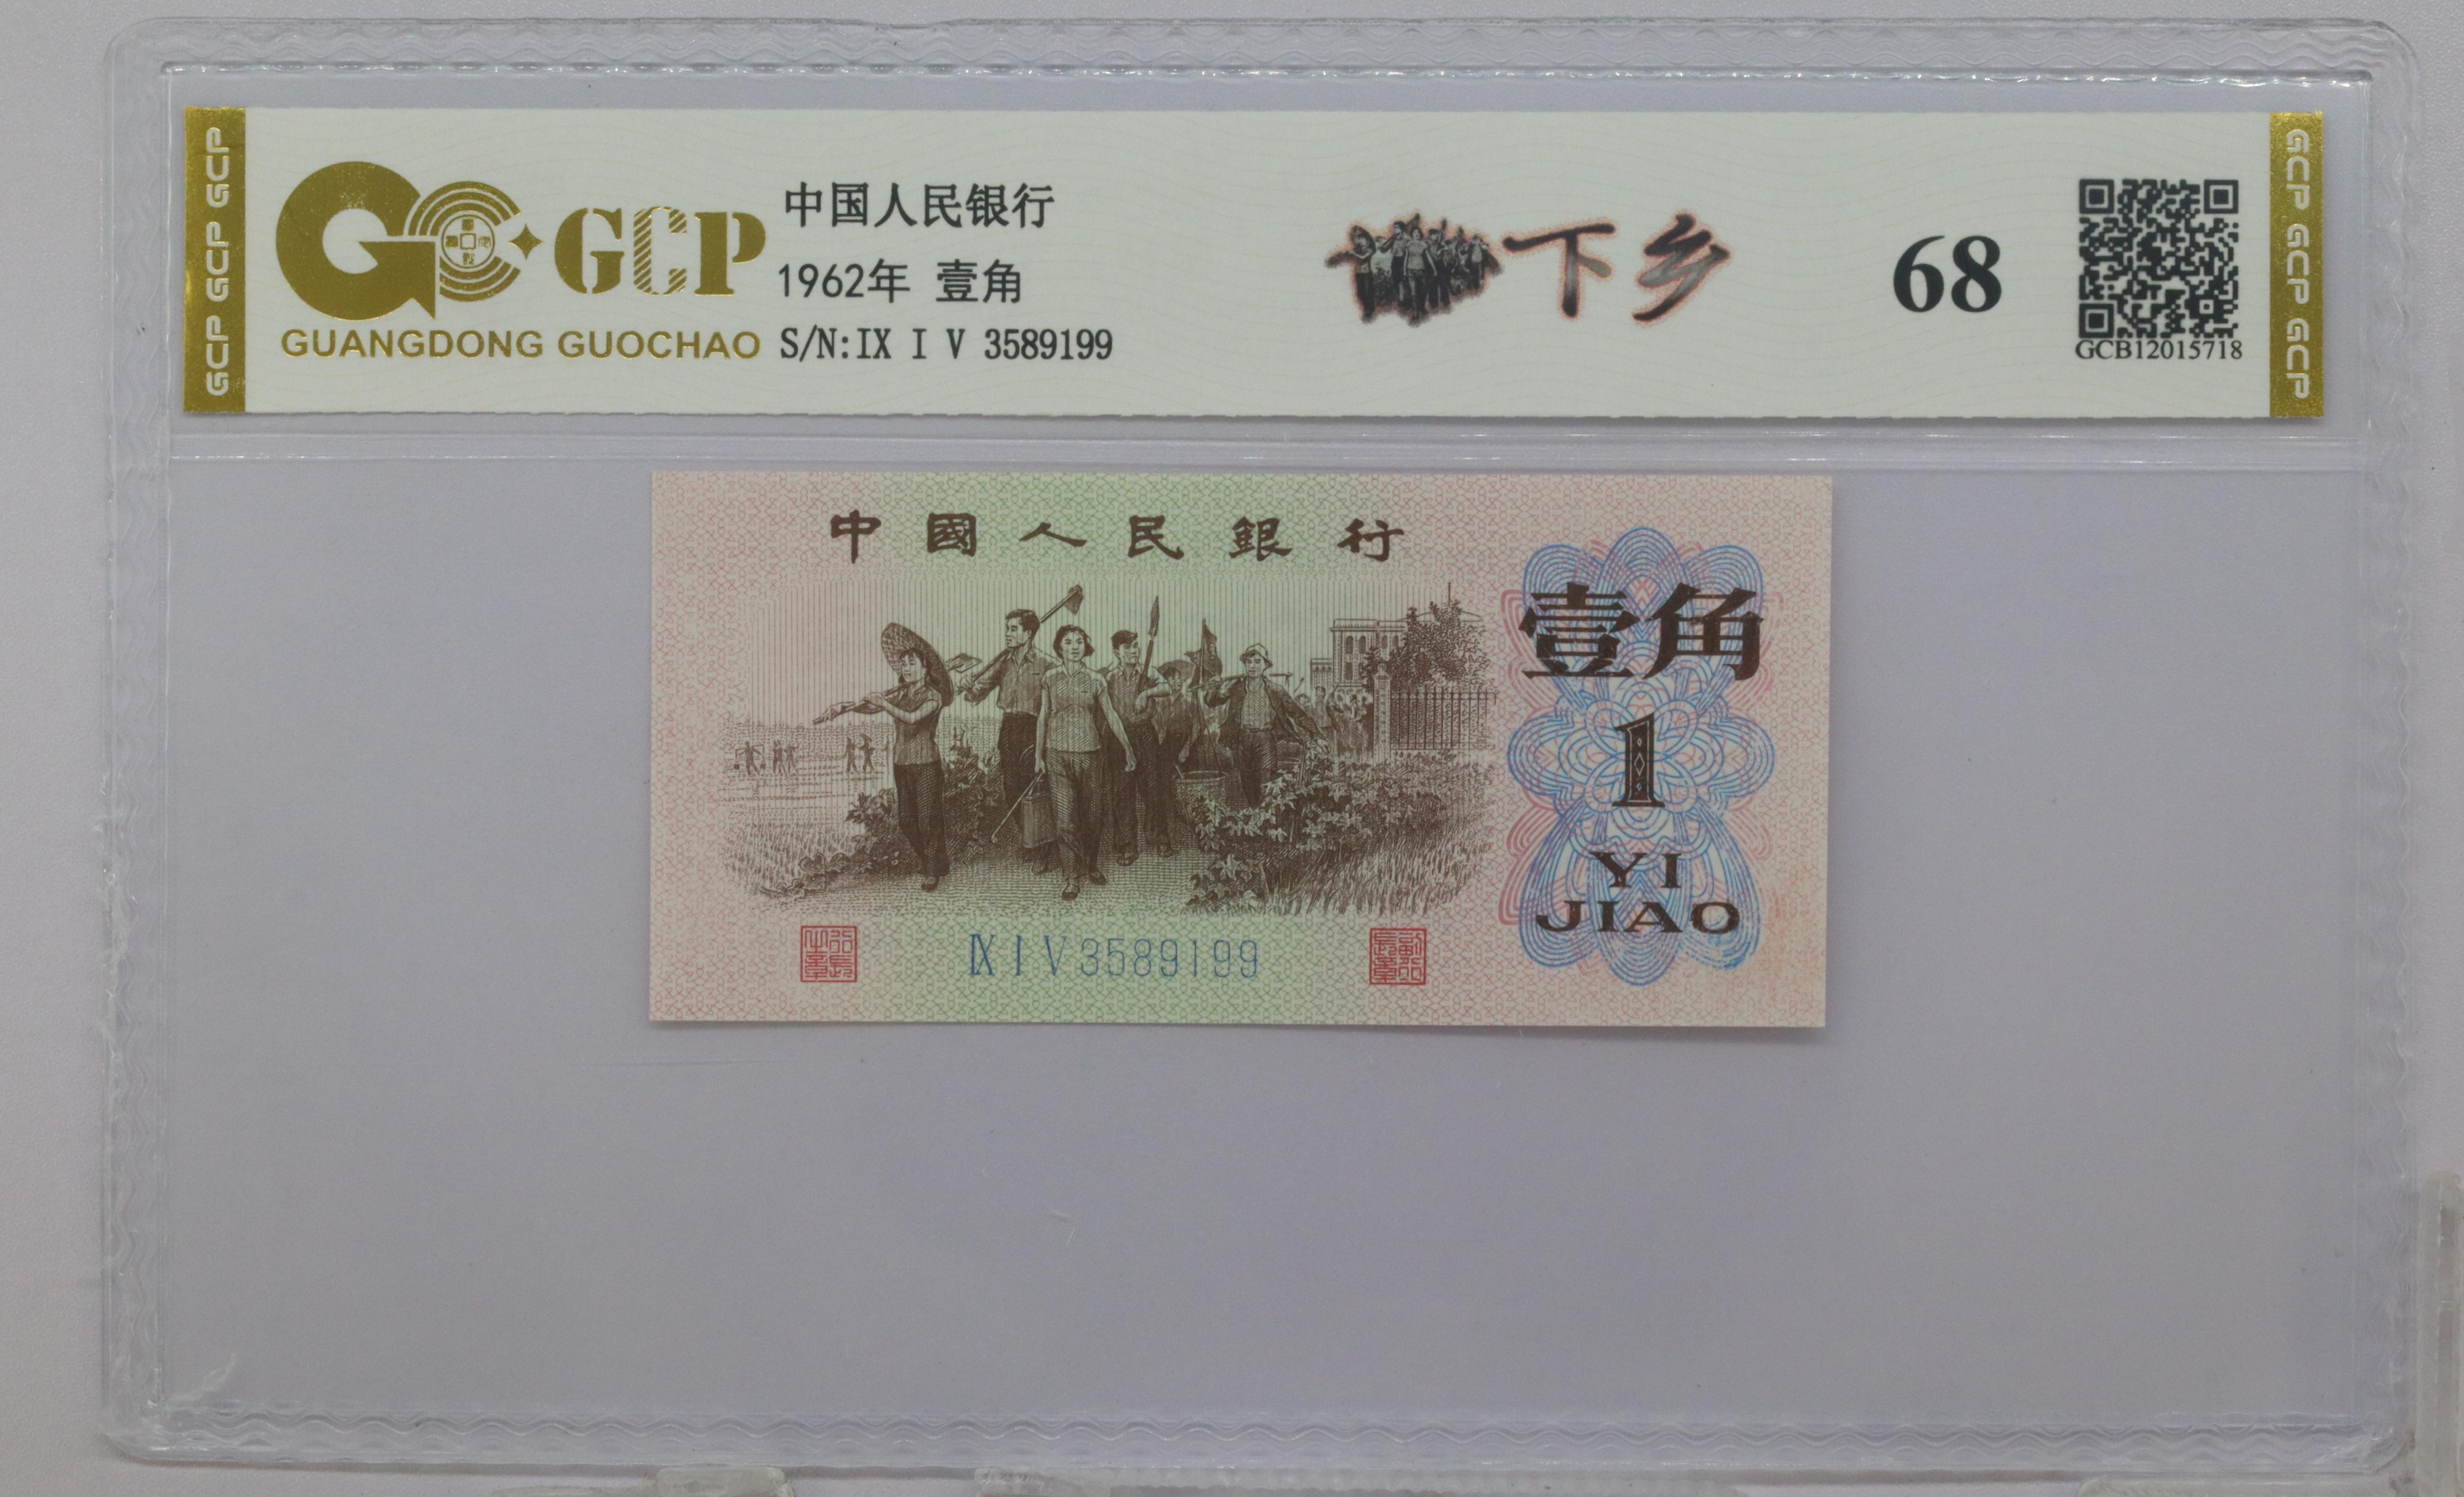 GCP GCP GCP
GCP
GUANGDONG GUOCHAO
中国人民银行
1962年 壹角
S/N:IX I V 3589199
下乡
68
GCB12015718
GCP GCP GCP
中國人民銀行
壹角
1
YI
JIAO
IX I V 3589199